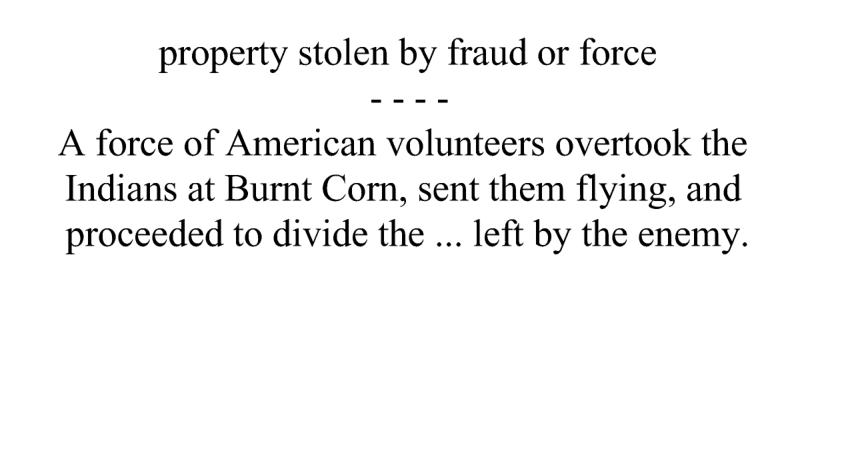 property stolen by fraud or force
- - - -
A force of American volunteers overtook the
Indians at Burnt Corn, sent them flying, and
proceeded to divide the ... left by the enemy.